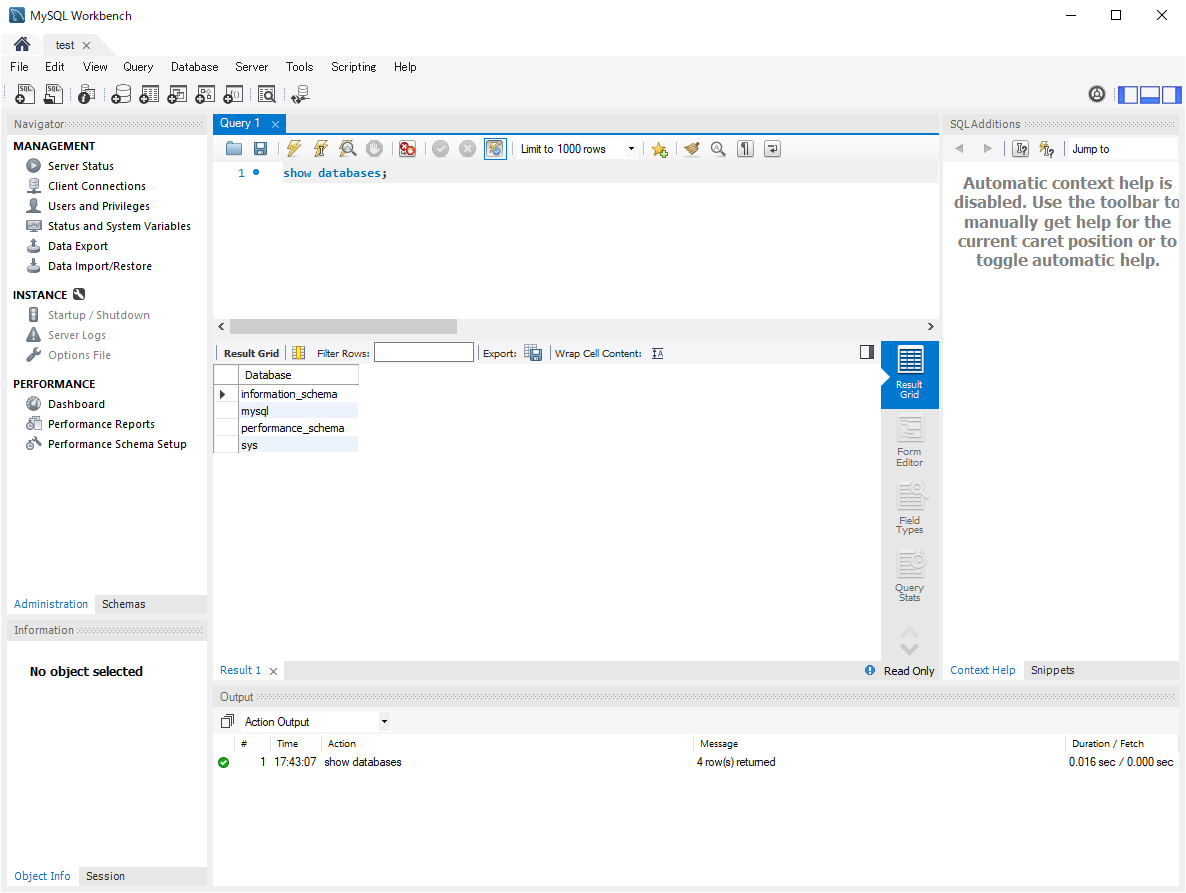 MySQL Workbench
test
File Edit View Query Database Server Tools Scripting Help
Navigator
MANAGEMENT
Server Status
Client Connections
Users and Privileges
Status and System Variables
Data Export
Data Import/Restore
INSTANCE
Startup / Shutdown
Server Logs
Options File
PERFORMANCE
Dashboard
Performance Reports
Performance Schema Setup
Administration Schemas
Information
No object selected
Object Info Session
Query 1
Limit to 1000 rows
1 show databases;
Result Grid Filter Rows: Export: Wrap Cell Content:
Database
information_schema
mysql
performance_schema
sys
Result
Grid
Form
Editor
Field
Types
Query
Stats
Result 1 Read Only
SQLAdditions
Jump to
Automatic context help is
disabled. Use the toolbar to
manually get help for the
current caret position or to
toggle automatic help.
Context Help Snippets
Output
Action Output
# Time Action Message Duration / Fetch
1 17:43:07 show databases 4 row(s) returned 0.016 sec / 0.000 sec